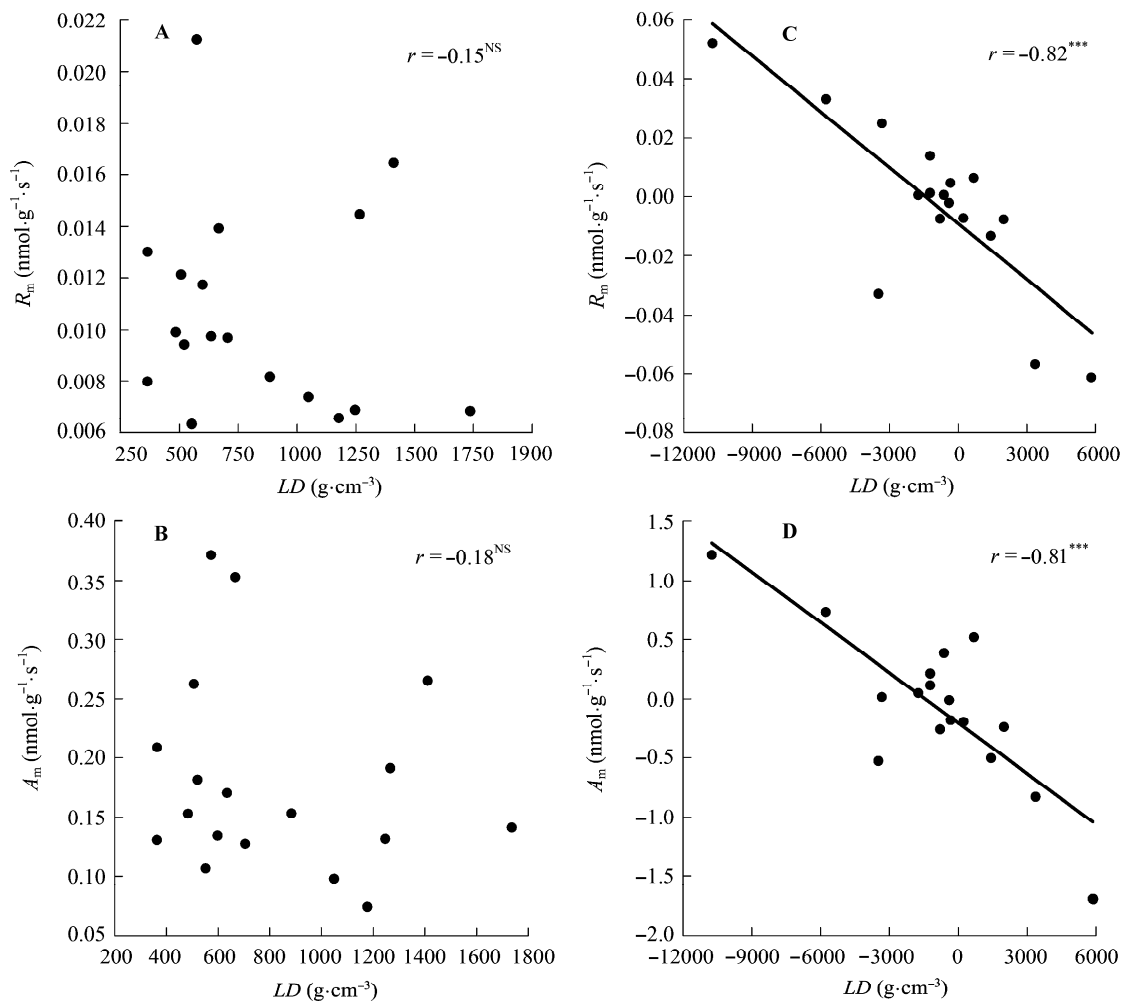 A
r = −0.15^NS
0.022
0.020
0.018
0.016
0.014
0.012
0.010
0.008
0.006
R_m (nmol·g⁻¹·s⁻¹)
250 500 750 1000 1250 1500 1750 1900
LD (g·cm⁻³)
C
r = −0.82***
0.06
0.04
0.02
0.00
−0.02
−0.04
−0.06
−0.08
R_m (nmol·g⁻¹·s⁻¹)
−12000 −9000 −6000 −3000 0 3000 6000
LD (g·cm⁻³)
B
r = −0.18^NS
0.40
0.35
0.30
0.25
0.20
0.15
0.10
0.05
A_m (nmol·g⁻¹·s⁻¹)
200 400 600 800 1000 1200 1400 1600 1800
LD (g·cm⁻³)
D
r = −0.81***
1.5
1.0
0.5
0.0
−0.5
−1.0
−1.5
−2.0
A_m (nmol·g⁻¹·s⁻¹)
−12000 −9000 −6000 −3000 0 3000 6000
LD (g·cm⁻³)